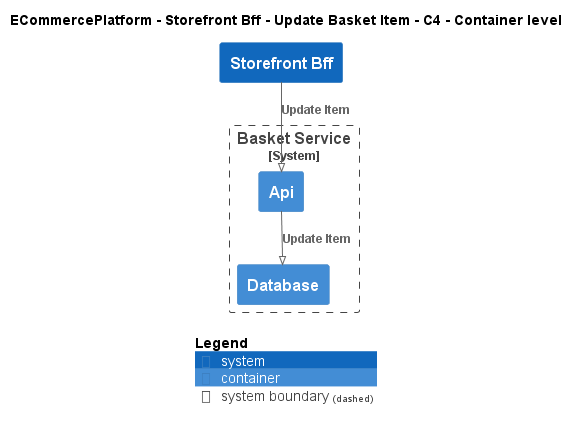 ECommercePlatform - Storefront Bff - Update Basket Item - C4 - Container level
Storefront Bff
Update Item
Basket Service
[System]
Api
Update Item
Database
Legend
system
container
system boundary (dashed)